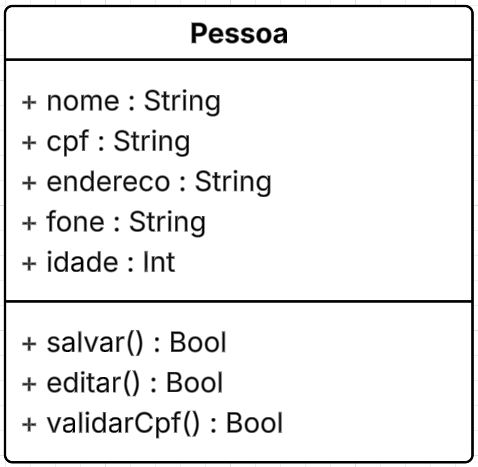 Pessoa
+ nome : String
+ cpf : String
+ endereco : String
+ fone : String
+ idade : Int
+ salvar() : Bool
+ editar() : Bool
+ validarCpf() : Bool